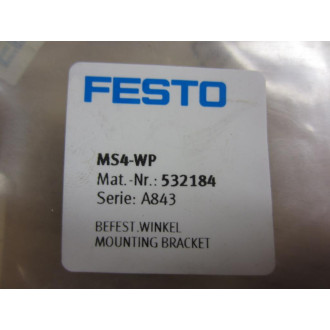 FESTO
MS4-WP
Mat.-Nr.: 532184
Serie: A843
BEFEST.WINKEL
MOUNTING BRACKET